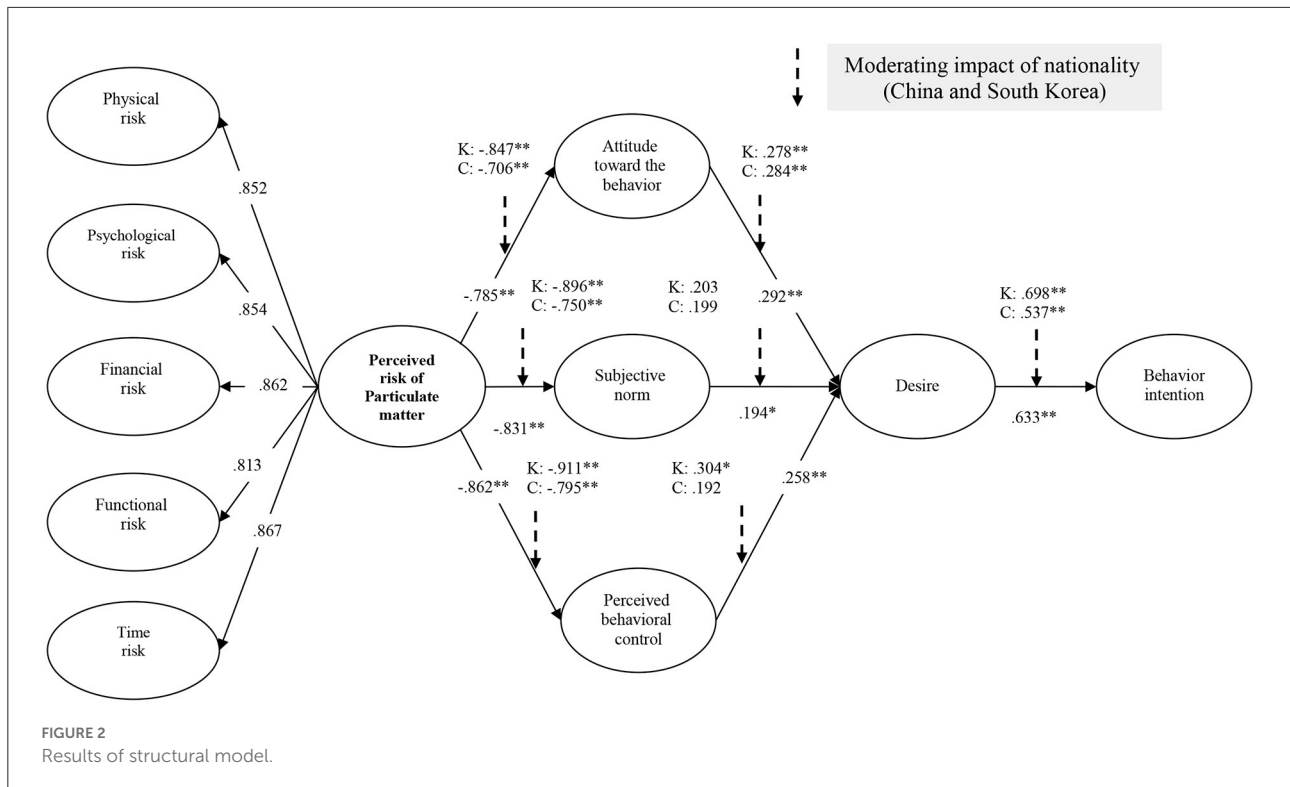 Moderating impact of nationality
(China and South Korea)
Physical
risk
Psychological
risk
Financial
risk
Functional
risk
Time
risk
.852
.854
.862
.813
.867
Perceived
risk of
Particulate
matter
K: -.847**
C: -.706**
-.785**
K: -.896**
C: -.750**
-.831**
K: -.911**
C: -.795**
-.862**
Attitude
toward the
behavior
Subjective
norm
Perceived
behavioral
control
K: .278**
C: .284**
.292**
K: .203
C: .199
.194*
K: .304*
C: .192
.258**
Desire
K: .698**
C: .537**
.633**
Behavior
intention
FIGURE 2
Results of structural model.